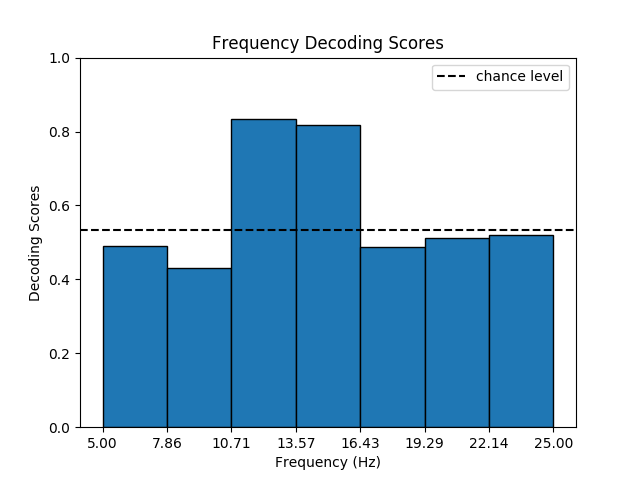 Frequency Decoding Scores
chance level
1.0
0.8
0.6
0.4
0.2
0.0
Decoding Scores
5.00 7.86 10.71 13.57 16.43 19.29 22.14 25.00
Frequency (Hz)